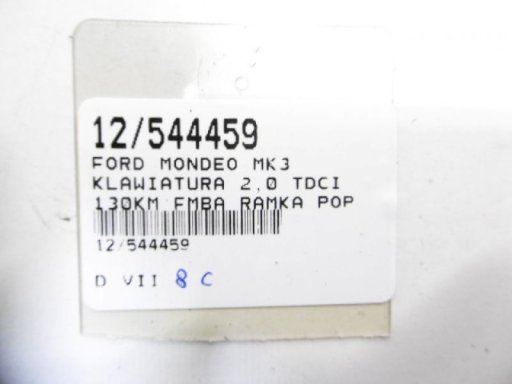 12/544459
FORD MONDEO MK3
KLAWIATURA 2,0 TDCI
130KM FMBA RAMKA POP
12/544459
D VII 8 C